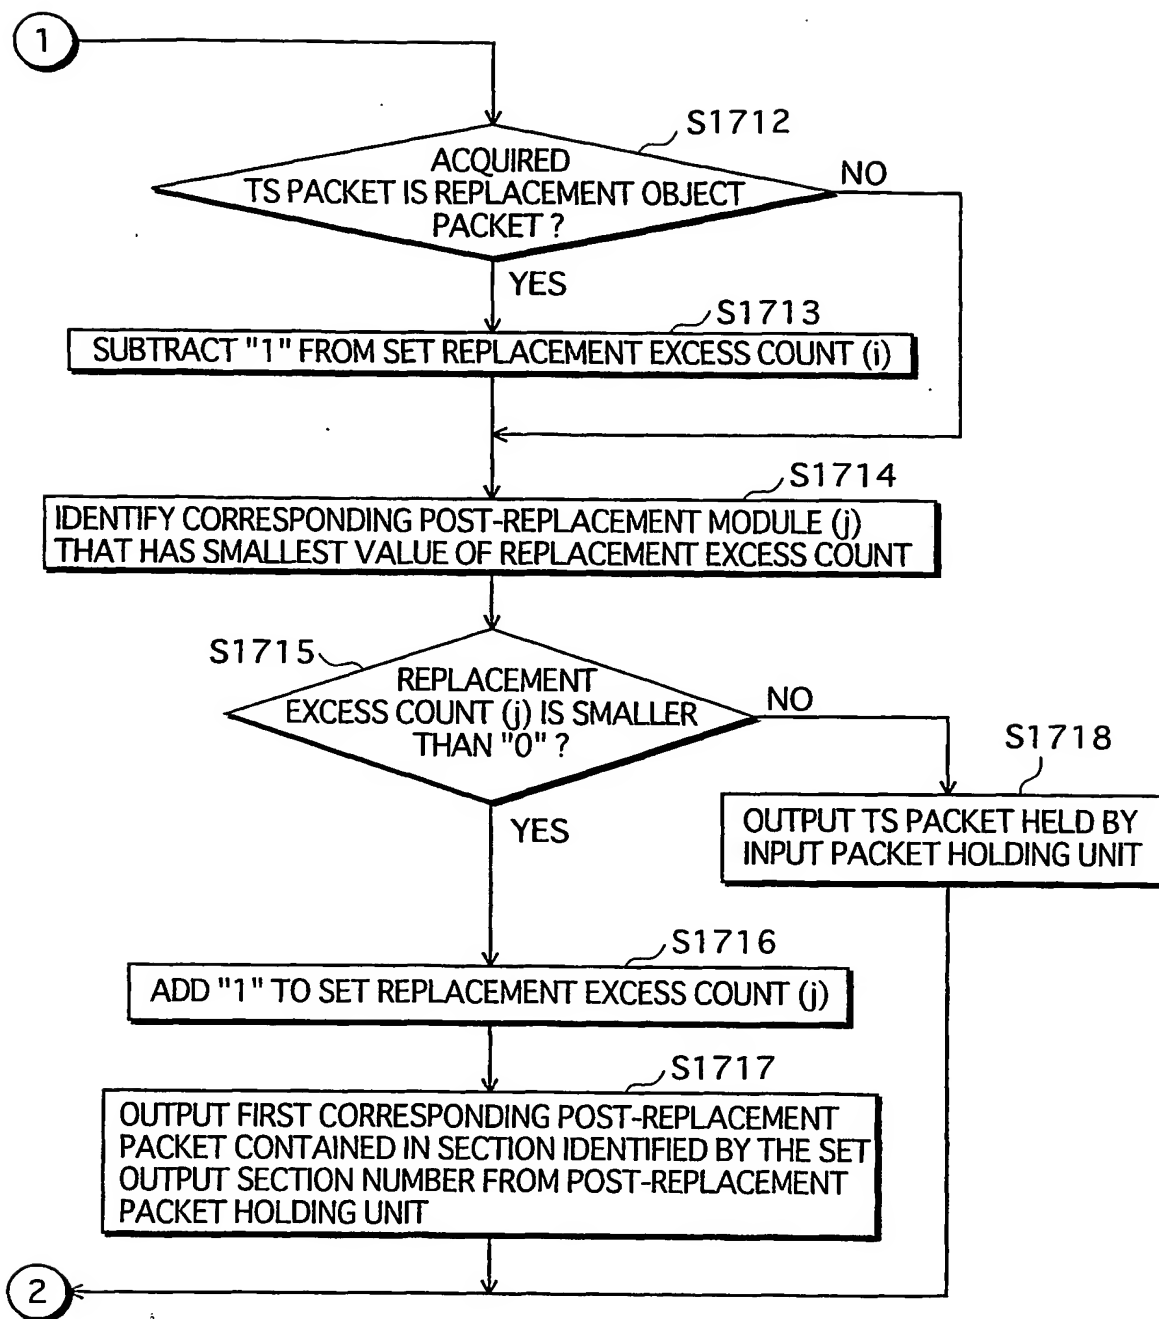 1
S1712
ACQUIRED
TS PACKET IS REPLACEMENT OBJECT
PACKET ?
NO
YES
S1713
SUBTRACT "1" FROM SET REPLACEMENT EXCESS COUNT (i)
S1714
IDENTIFY CORRESPONDING POST-REPLACEMENT MODULE (j)
THAT HAS SMALLEST VALUE OF REPLACEMENT EXCESS COUNT
S1715
REPLACEMENT
EXCESS COUNT (j) IS SMALLER
THAN "0" ?
NO
YES
S1718
OUTPUT TS PACKET HELD BY
INPUT PACKET HOLDING UNIT
S1716
ADD "1" TO SET REPLACEMENT EXCESS COUNT (j)
S1717
OUTPUT FIRST CORRESPONDING POST-REPLACEMENT
PACKET CONTAINED IN SECTION IDENTIFIED BY THE SET
OUTPUT SECTION NUMBER FROM POST-REPLACEMENT
PACKET HOLDING UNIT
2